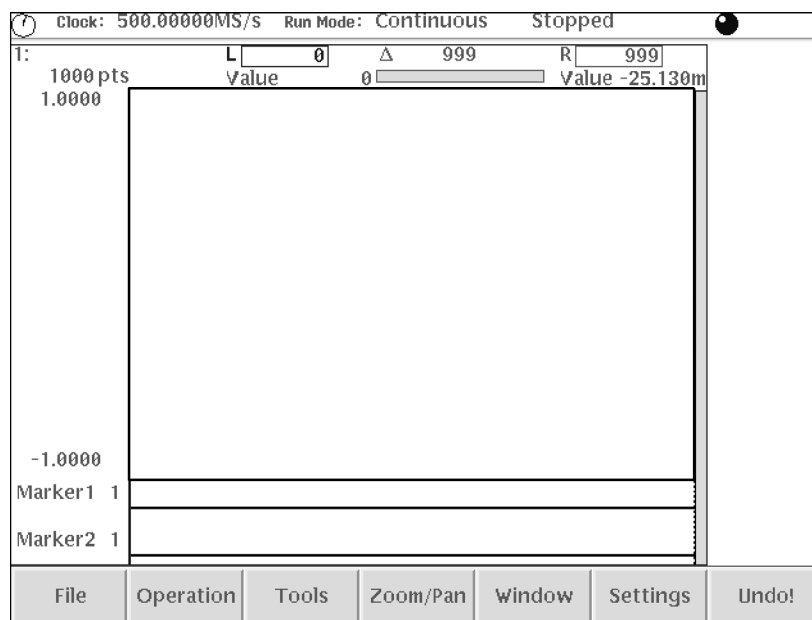 Clock: 500.00000MS/s Run Mode: Continuous Stopped
1: L 0 Δ 999 R 999
1000 pts Value 0 Value -25.130m
1.0000
-1.0000
Marker1 1
Marker2 1
File Operation Tools Zoom/Pan Window Settings Undo!